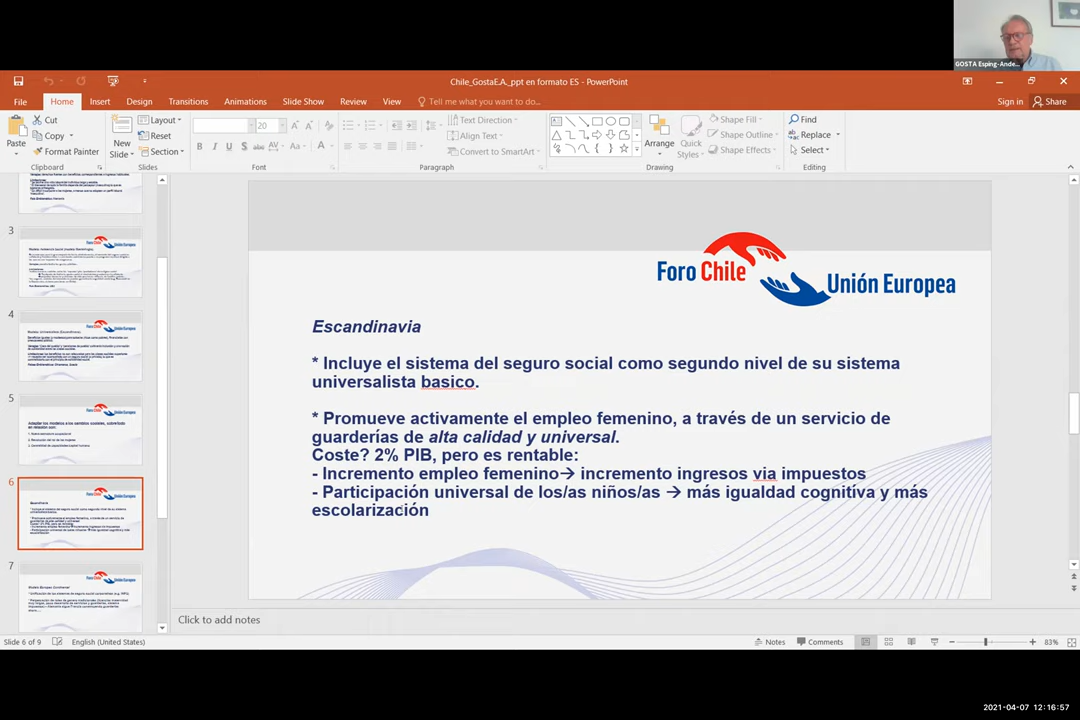 GOSTA Esping-Ande...
Chile_GostaE.A._ppt en formato ES - PowerPoint
File Home Insert Design Transitions Animations Slide Show Review View Tell me what you want to do... Sign in Share
Paste
Cut
Copy
Format Painter
Clipboard
New Slide
Layout
Reset
Section
Slides
20
Font
Text Direction
Align Text
Convert to SmartArt
Paragraph
Arrange
Quick Styles
Shape Fill
Shape Outline
Shape Effects
Drawing
Find
Replace
Select
Editing
3
4
5
6
7
Foro Chile
Unión Europea
Escandinavia
* Incluye el sistema del seguro social como segundo nivel de su sistema
universalista basico.
* Promueve activamente el empleo femenino, a través de un servicio de
guarderías de alta calidad y universal.
Coste? 2% PIB, pero es rentable:
- Incremento empleo femenino→ incremento ingresos via impuestos
- Participación universal de los/as niños/as → más igualdad cognitiva y más
escolarización
Click to add notes
Slide 6 of 9 English (United States) Notes Comments 83%
2021-04-07 12:16:57